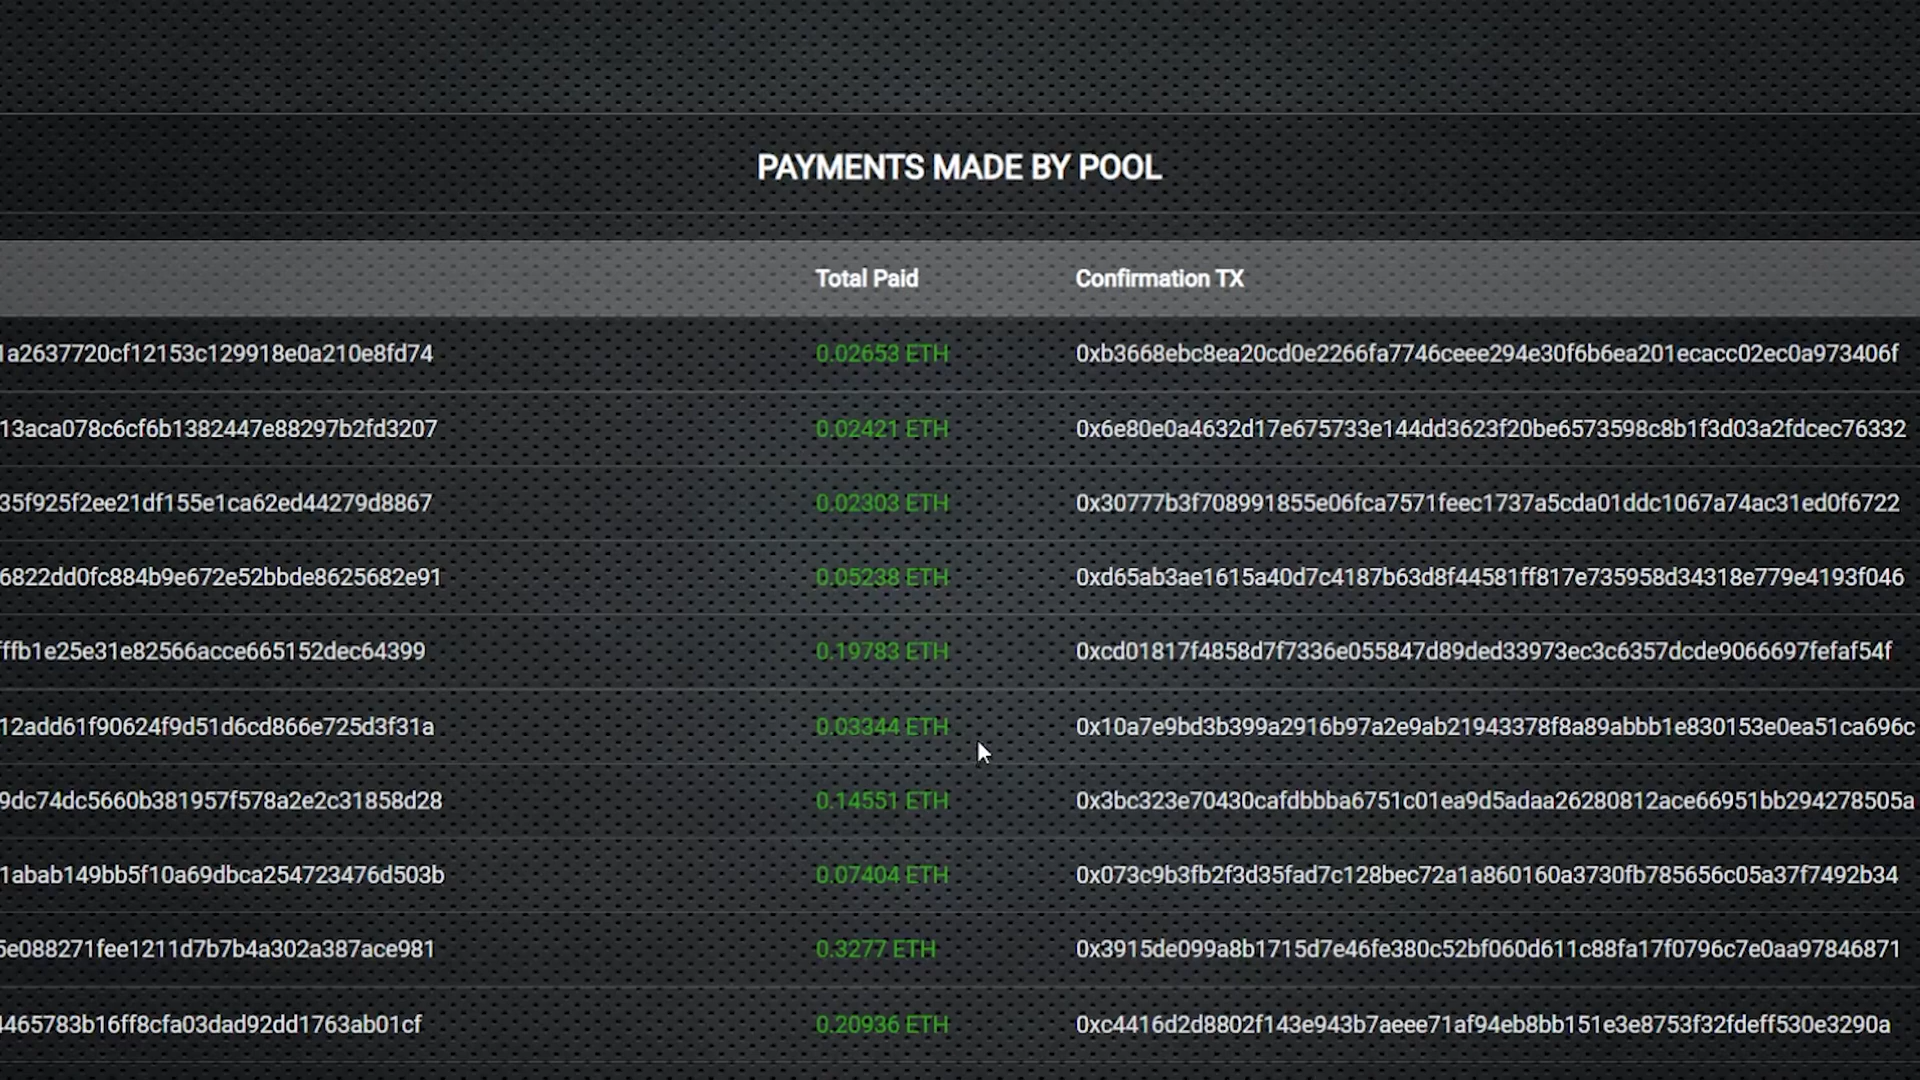 PAYMENTS MADE BY POOL
Total Paid Confirmation TX
1a2637720cf12153c129918e0a210e8fd74 0.02653 ETH 0xb3668ebc8ea20cd0e2266fa7746ceee294e30f6b6ea201ecacc02ec0a973406f
13aca078c6cf6b1382447e88297b2fd3207 0.02421 ETH 0x6e80e0a4632d17e675733e144dd3623f20be6573598c8b1f3d03a2fdcec76332
35f925f2ee21df155e1ca62ed44279d8867 0.02303 ETH 0x30777b3f708991855e06fca7571feec1737a5cda01ddc1067a74ac31ed0f6722
6822dd0fc884b9e672e52bbde8625682e91 0.05238 ETH 0xd65ab3ae1615a40d7c4187b63d8f44581ff817e735958d34318e779e4193f046
ffb1e25e31e82566acce665152dec64399 0.19783 ETH 0xcd01817f4858d7f7336e055847d89ded33973ec3c6357dcde9066697fefaf54f
12add61f90624f9d51d6cd866e725d3f31a 0.03344 ETH 0x10a7e9bd3b399a2916b97a2e9ab21943378f8a89abbb1e830153e0ea51ca696c
9dc74dc5660b381957f578a2e2c31858d28 0.14551 ETH 0x3bc323e70430cafdbbba6751c01ea9d5adaa26280812ace66951bb294278505a
1abab149bb5f10a69dbca254723476d503b 0.07404 ETH 0x073c9b3fb2f3d35fad7c128bec72a1a860160a3730fb785656c05a37f7492b34
5e088271fee1211d7b7b4a302a387ace981 0.3277 ETH 0x3915de099a8b1715d7e46fe380c52bf060d611c88fa17f0796c7e0aa97846871
4465783b16ff8cfa03dad92dd1763ab01cf 0.20936 ETH 0xc4416d2d8802f143e943b7aeee71af94eb8bb151e3e8753f32fdeff530e3290a